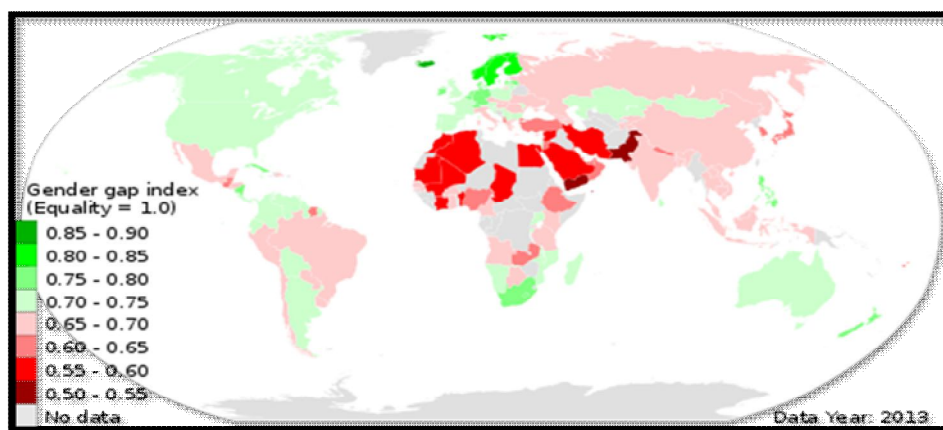 Gender gap index
(Equality = 1.0)
0.85 - 0.90
0.80 - 0.85
0.75 - 0.80
0.70 - 0.75
0.65 - 0.70
0.60 - 0.65
0.55 - 0.60
0.50 - 0.55
No data
Data Year: 2013